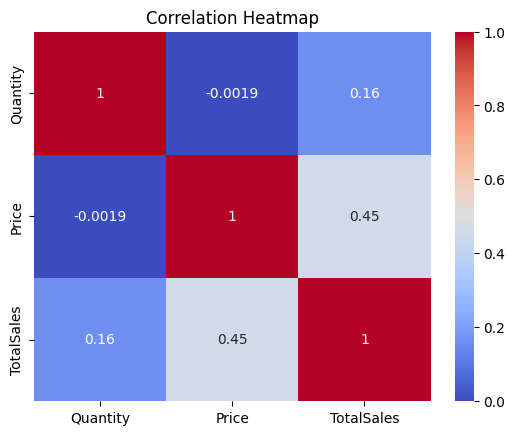 Correlation Heatmap
Quantity
1
-0.0019
0.16
Price
-0.0019
1
0.45
TotalSales
0.16
0.45
1
Quantity
Price
TotalSales
1.0
0.8
0.6
0.4
0.2
0.0